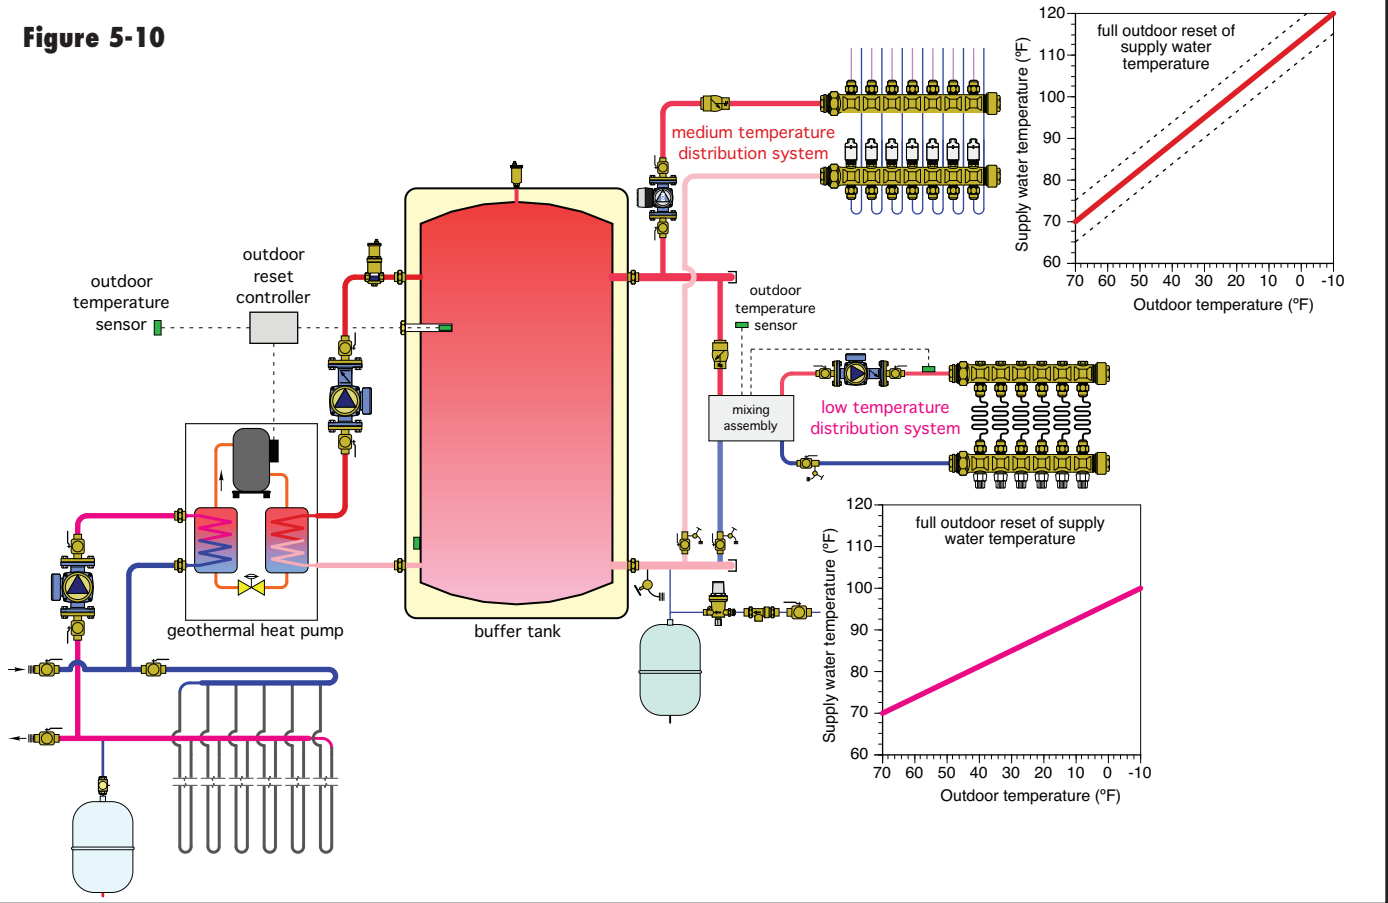 Figure 5-10
outdoor
temperature
sensor
outdoor
reset
controller
geothermal heat pump
buffer tank
medium temperature
distribution system
outdoor
temperature
sensor
mixing
assembly
low temperature
distribution system
full outdoor reset of
supply water
temperature
Supply water temperature (ºF)
120
110
100
90
80
70
60
70 60 50 40 30 20 10 0 -10
Outdoor temperature (ºF)
full outdoor reset of supply
water temperature
Supply water temperature (ºF)
120
110
100
90
80
70
60
70 60 50 40 30 20 10 0 -10
Outdoor temperature (ºF)